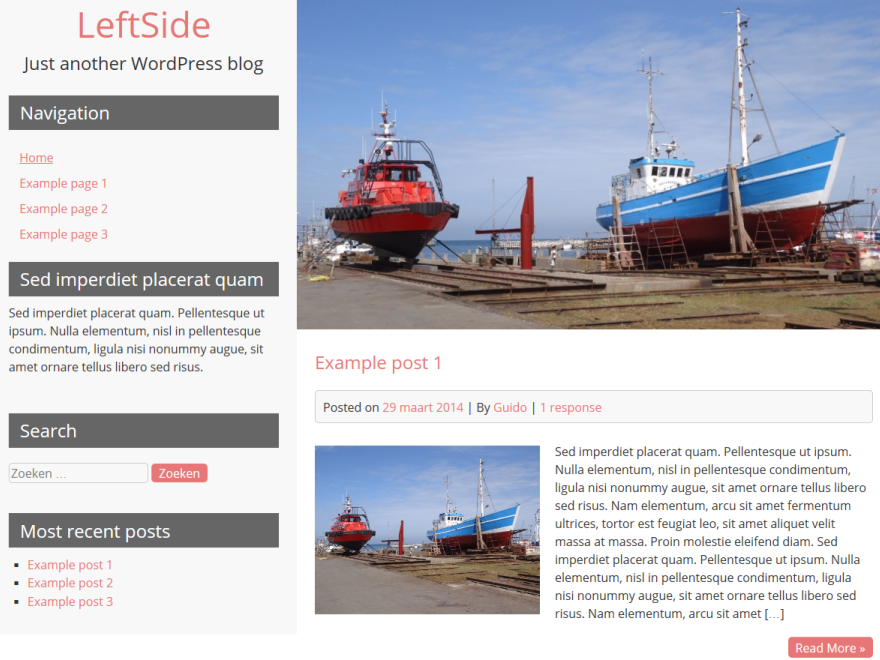 LeftSide
Just another WordPress blog
Navigation
Home
Example page 1
Example page 2
Example page 3
Sed imperdiet placerat quam
Sed imperdiet placerat quam. Pellentesque ut
ipsum. Nulla elementum, nisl in pellentesque
condimentum, ligula nisi nonummy augue, sit
amet ornare tellus libero sed risus.
Search
Zoeken …
Zoeken
Most recent posts
Example post 1
Example post 2
Example post 3
Example post 1
Posted on 29 maart 2014 | By Guido | 1 response
Sed imperdiet placerat quam. Pellentesque ut ipsum.
Nulla elementum, nisl in pellentesque condimentum,
ligula nisi nonummy augue, sit amet ornare tellus libero
sed risus. Nam elementum, arcu sit amet fermentum
ultrices, tortor est feugiat leo, sit amet aliquet velit
massa at massa. Proin molestie eleifend diam. Sed
imperdiet placerat quam. Pellentesque ut ipsum. Nulla
elementum, nisl in pellentesque condimentum, ligula
nisi nonummy augue, sit amet ornare tellus libero sed
risus. Nam elementum, arcu sit amet […]
Read More »